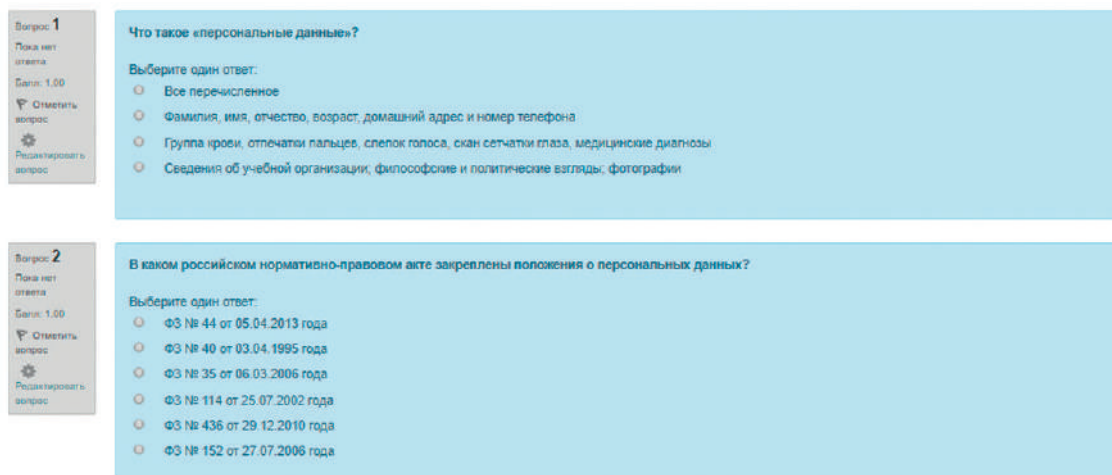 Вопрос 1
Пока нет
ответа
Балл: 1,00
Отметить
вопрос
Редактировать
вопрос
Что такое «персональные данные»?
Выберите один ответ:
Все перечисленное
Фамилия, имя, отчество, возраст, домашний адрес и номер телефона
Группа крови, отпечатки пальцев, слепок голоса, скан сетчатки глаза, медицинские диагнозы
Сведения об учебной организации; философские и политические взгляды; фотографии
Вопрос 2
Пока нет
ответа
Балл: 1,00
Отметить
вопрос
Редактировать
вопрос
В каком российском нормативно-правовом акте закреплены положения о персональных данных?
Выберите один ответ:
ФЗ № 44 от 05.04.2013 года
ФЗ № 40 от 03.04.1995 года
ФЗ № 35 от 06.03.2006 года
ФЗ № 114 от 25.07.2002 года
ФЗ № 436 от 29.12.2010 года
ФЗ № 152 от 27.07.2006 года